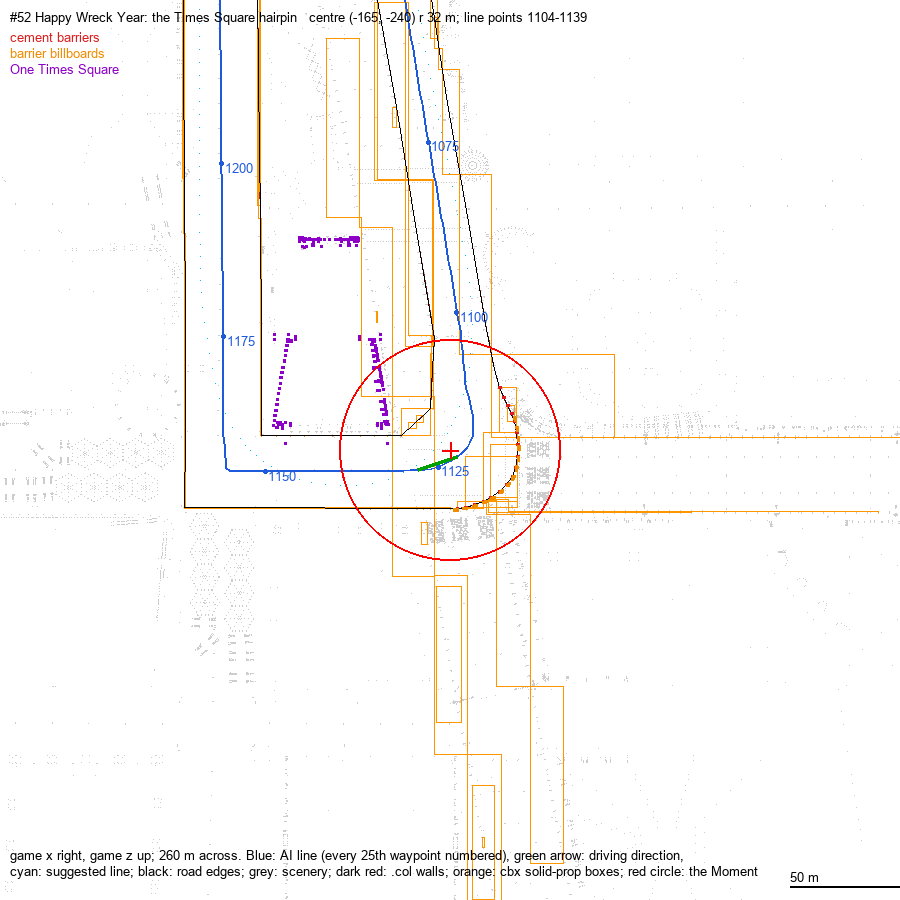 #52 Happy Wreck Year: the Times Square hairpin   centre (-165, -240) r 32 m; line points 1104-1139
cement barriers
barrier billboards
One Times Square
1075
1200
1100
1175
1125
1150
game x right, game z up; 260 m across. Blue: AI line (every 25th waypoint numbered), green arrow: driving direction,
cyan: suggested line; black: road edges; grey: scenery; dark red: .col walls; orange: cbx solid-prop boxes; red circle: the Moment
50 m